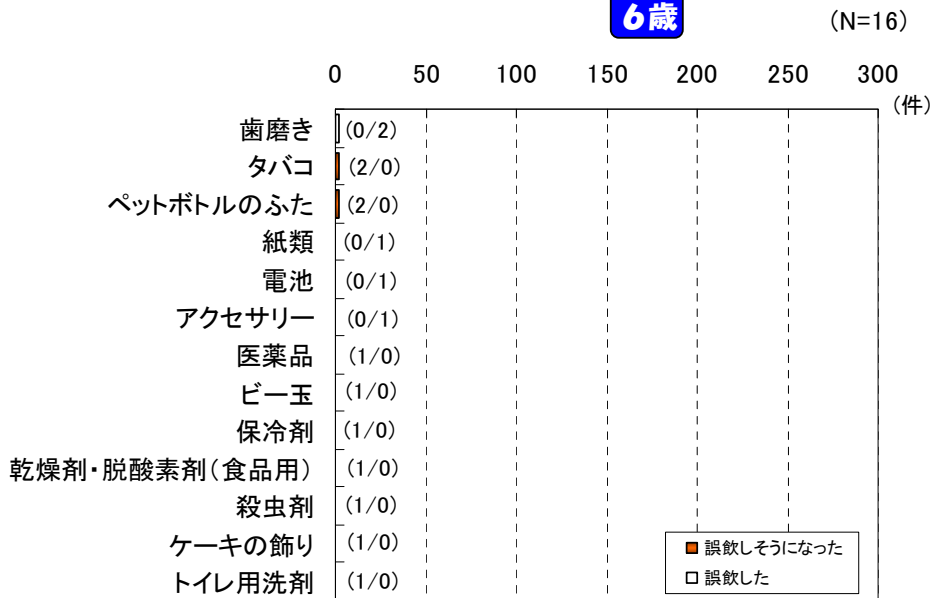 6歳
(N=16)
0 50 100 150 200 250 300
(件)
歯磨き (0/2)
タバコ (2/0)
ペットボトルのふた (2/0)
紙類 (0/1)
電池 (0/1)
アクセサリー (0/1)
医薬品 (1/0)
ビー玉 (1/0)
保冷剤 (1/0)
乾燥剤・脱酸素剤(食品用) (1/0)
殺虫剤 (1/0)
ケーキの飾り (1/0)
トイレ用洗剤 (1/0)
誤飲しそうになった
誤飲した